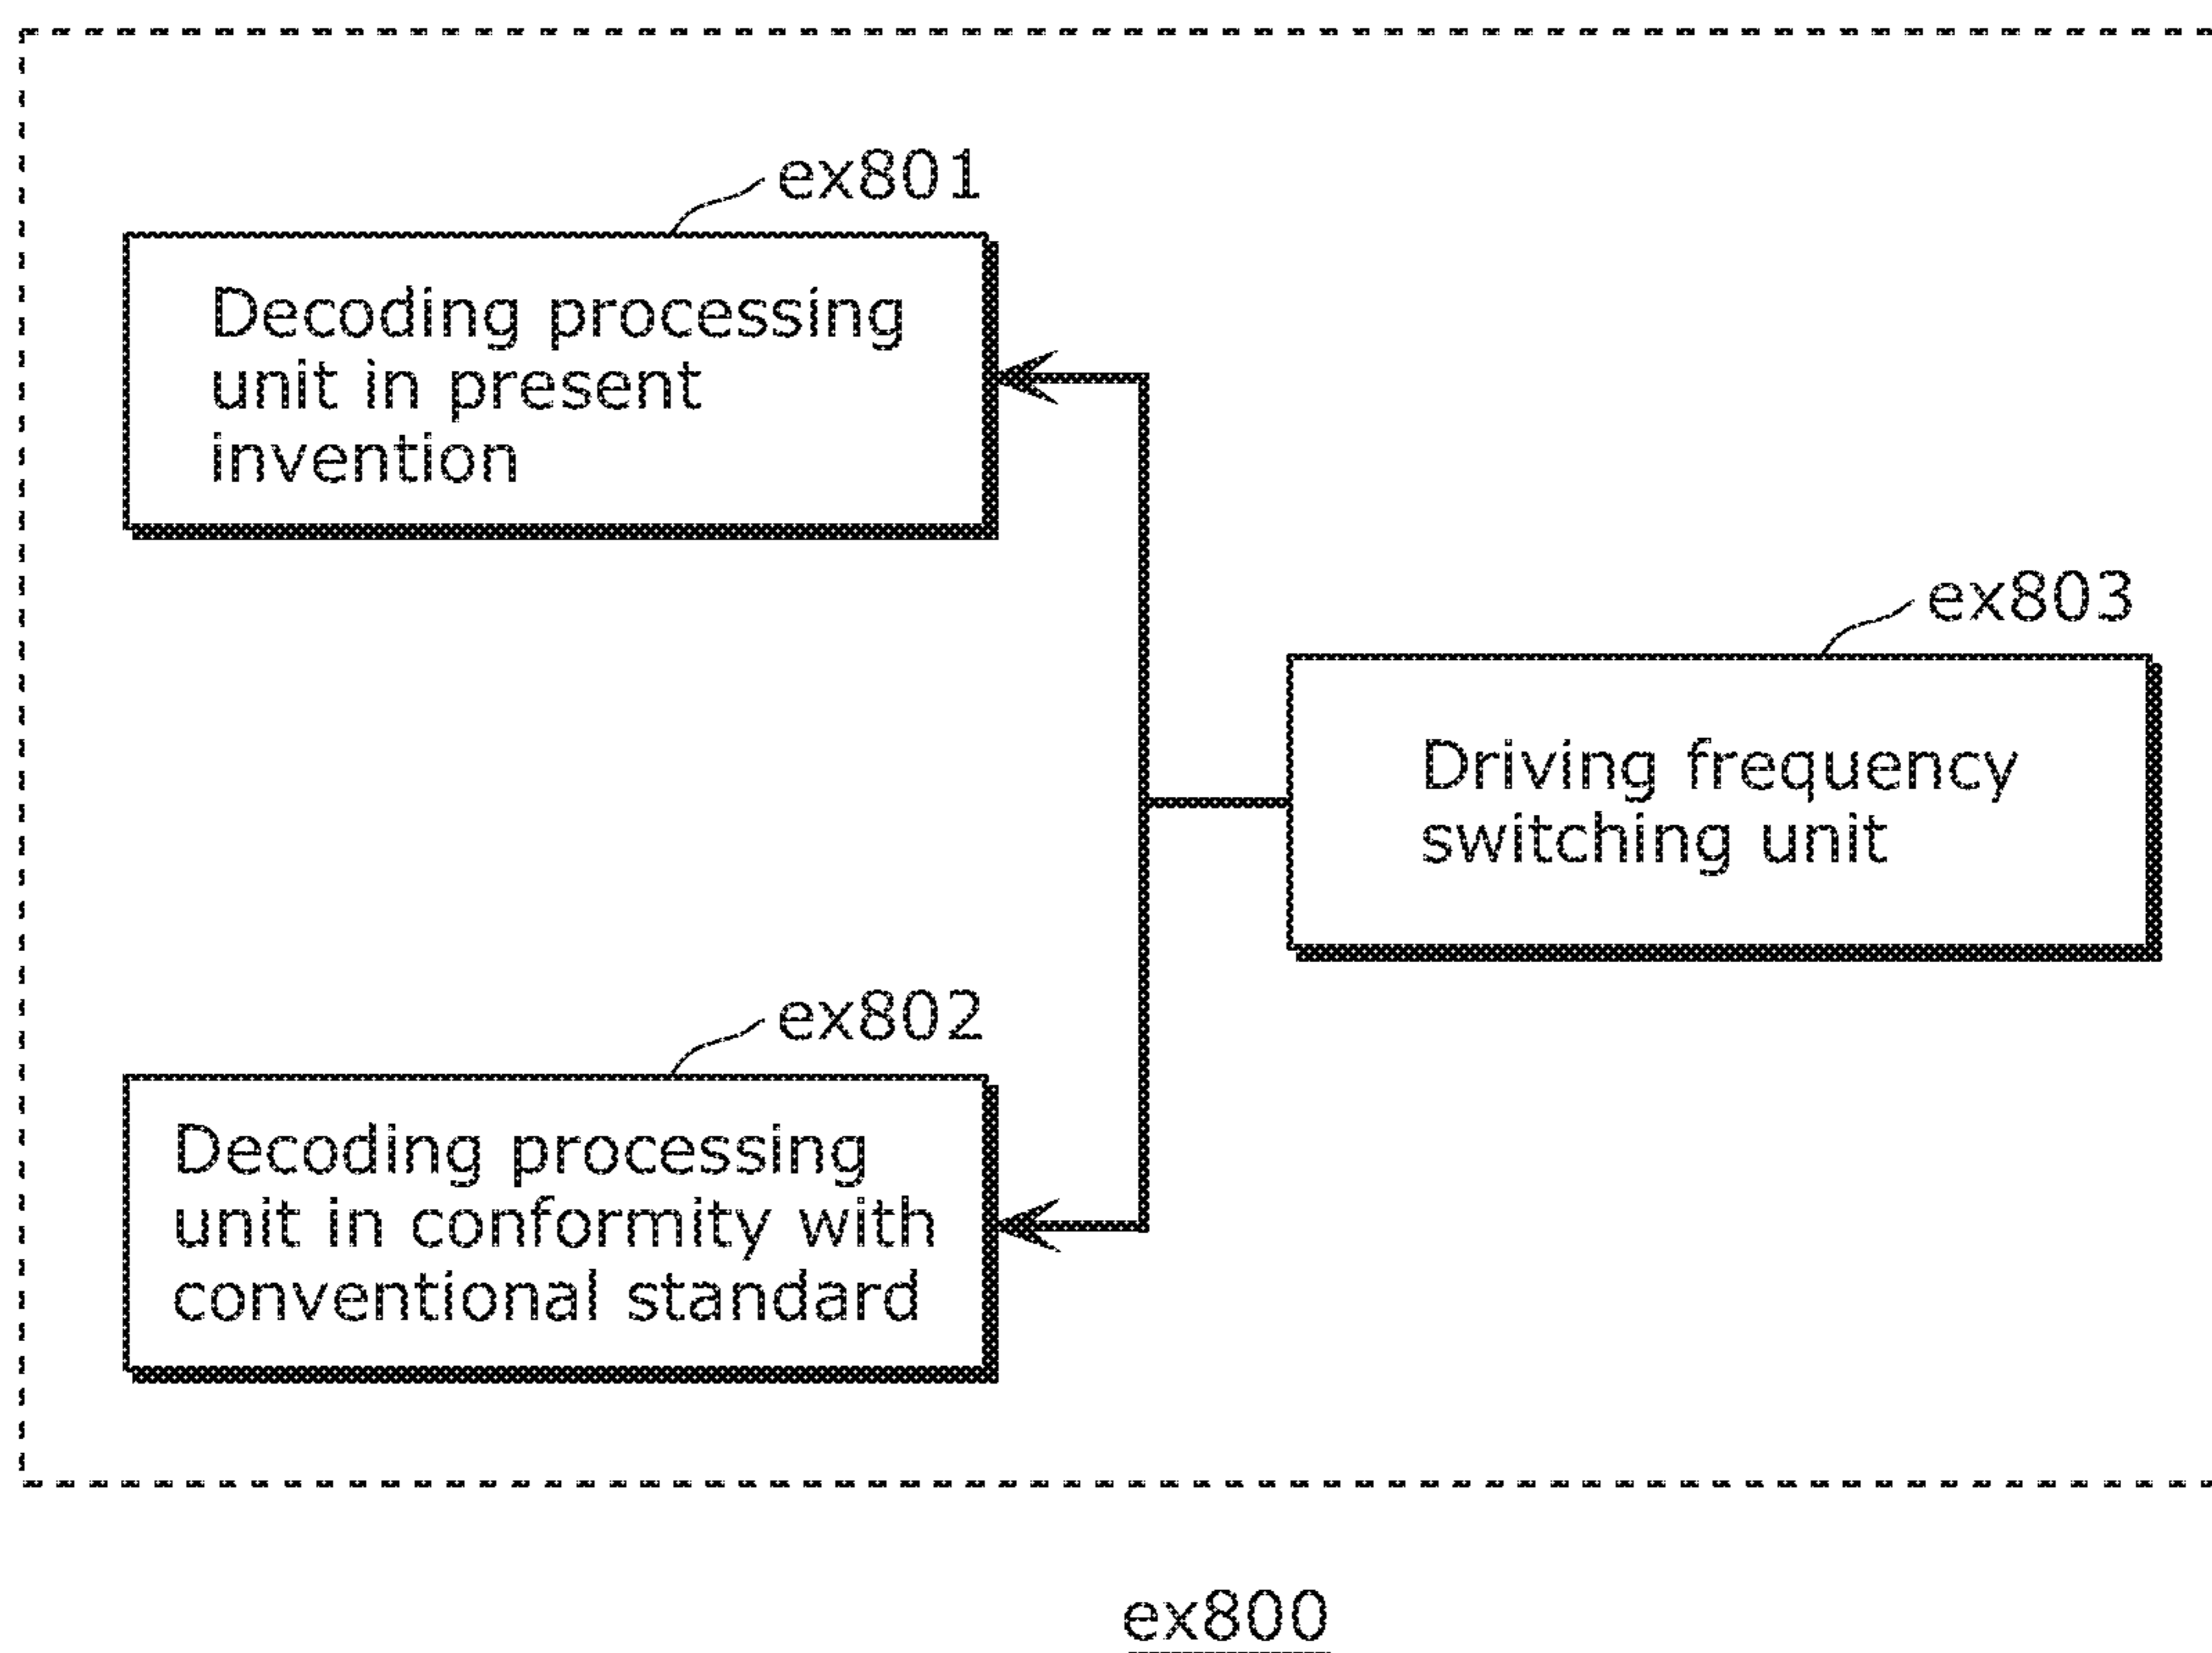 ex801
Decoding processing
unit in present
invention
ex803
Driving frequency
switching unit
ex802
Decoding processing
unit in conformity with
conventional standard
ex800